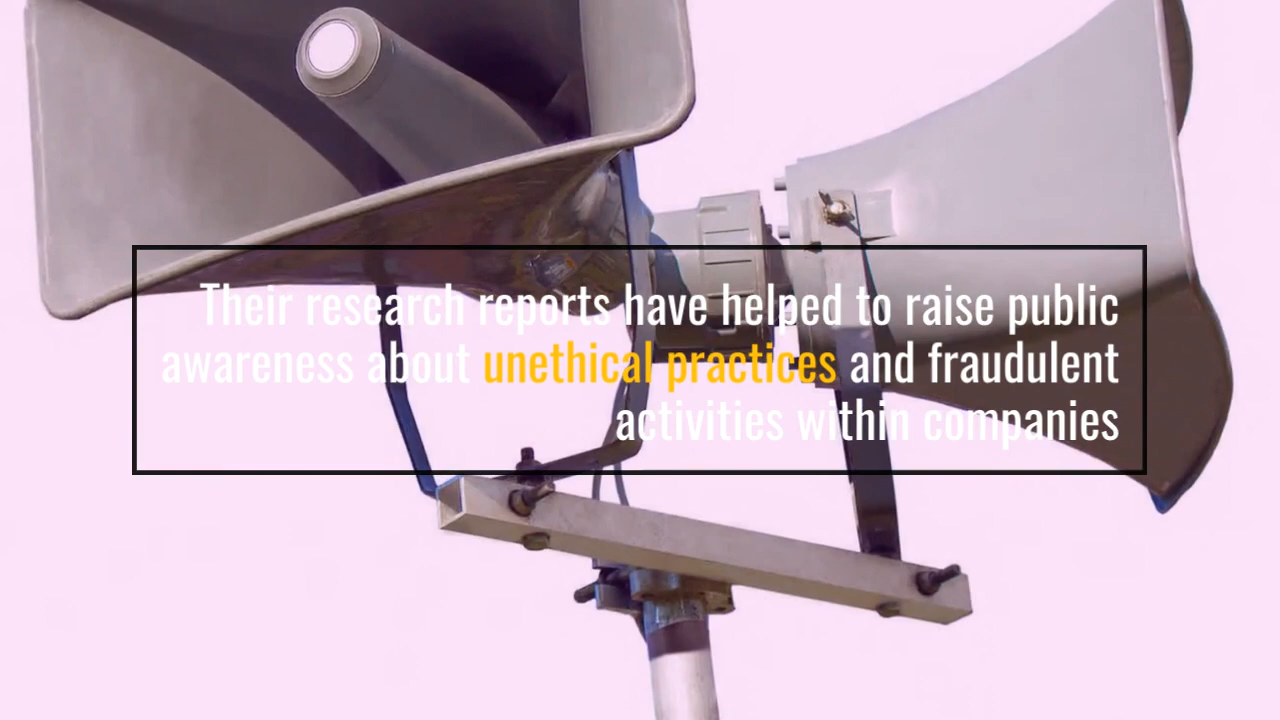 Their research reports have helped to raise public
awareness about unethical practices and fraudulent
activities within companies